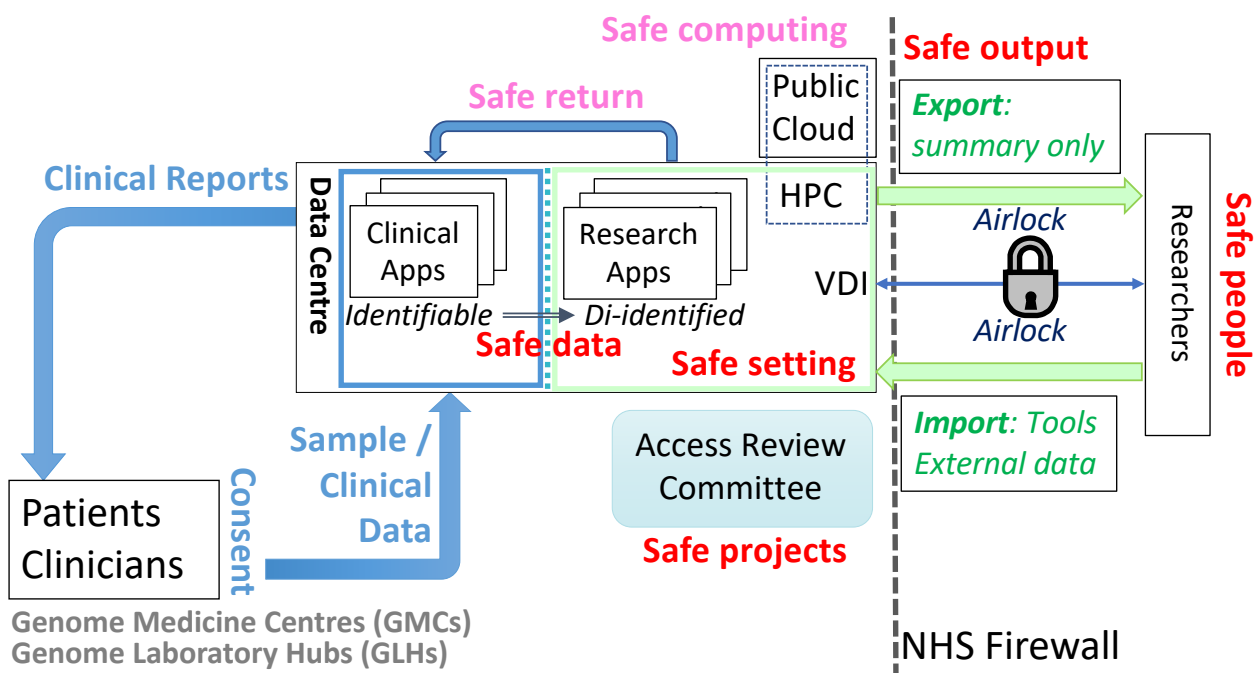 Safe computing
Safe output
Public
Cloud
Export:
summary only
Safe return
Clinical Reports
Data Centre
Clinical
Apps
Research
Apps
HPC
Airlock
Researchers
Safe people
VDI
Identifiable
Di-identified
Airlock
Safe data
Safe setting
Sample /
Clinical
Data
Access Review
Committee
Import: Tools
External data
Patients
Clinicians
Consent
Safe projects
Genome Medicine Centres (GMCs)
Genome Laboratory Hubs (GLHs)
NHS Firewall